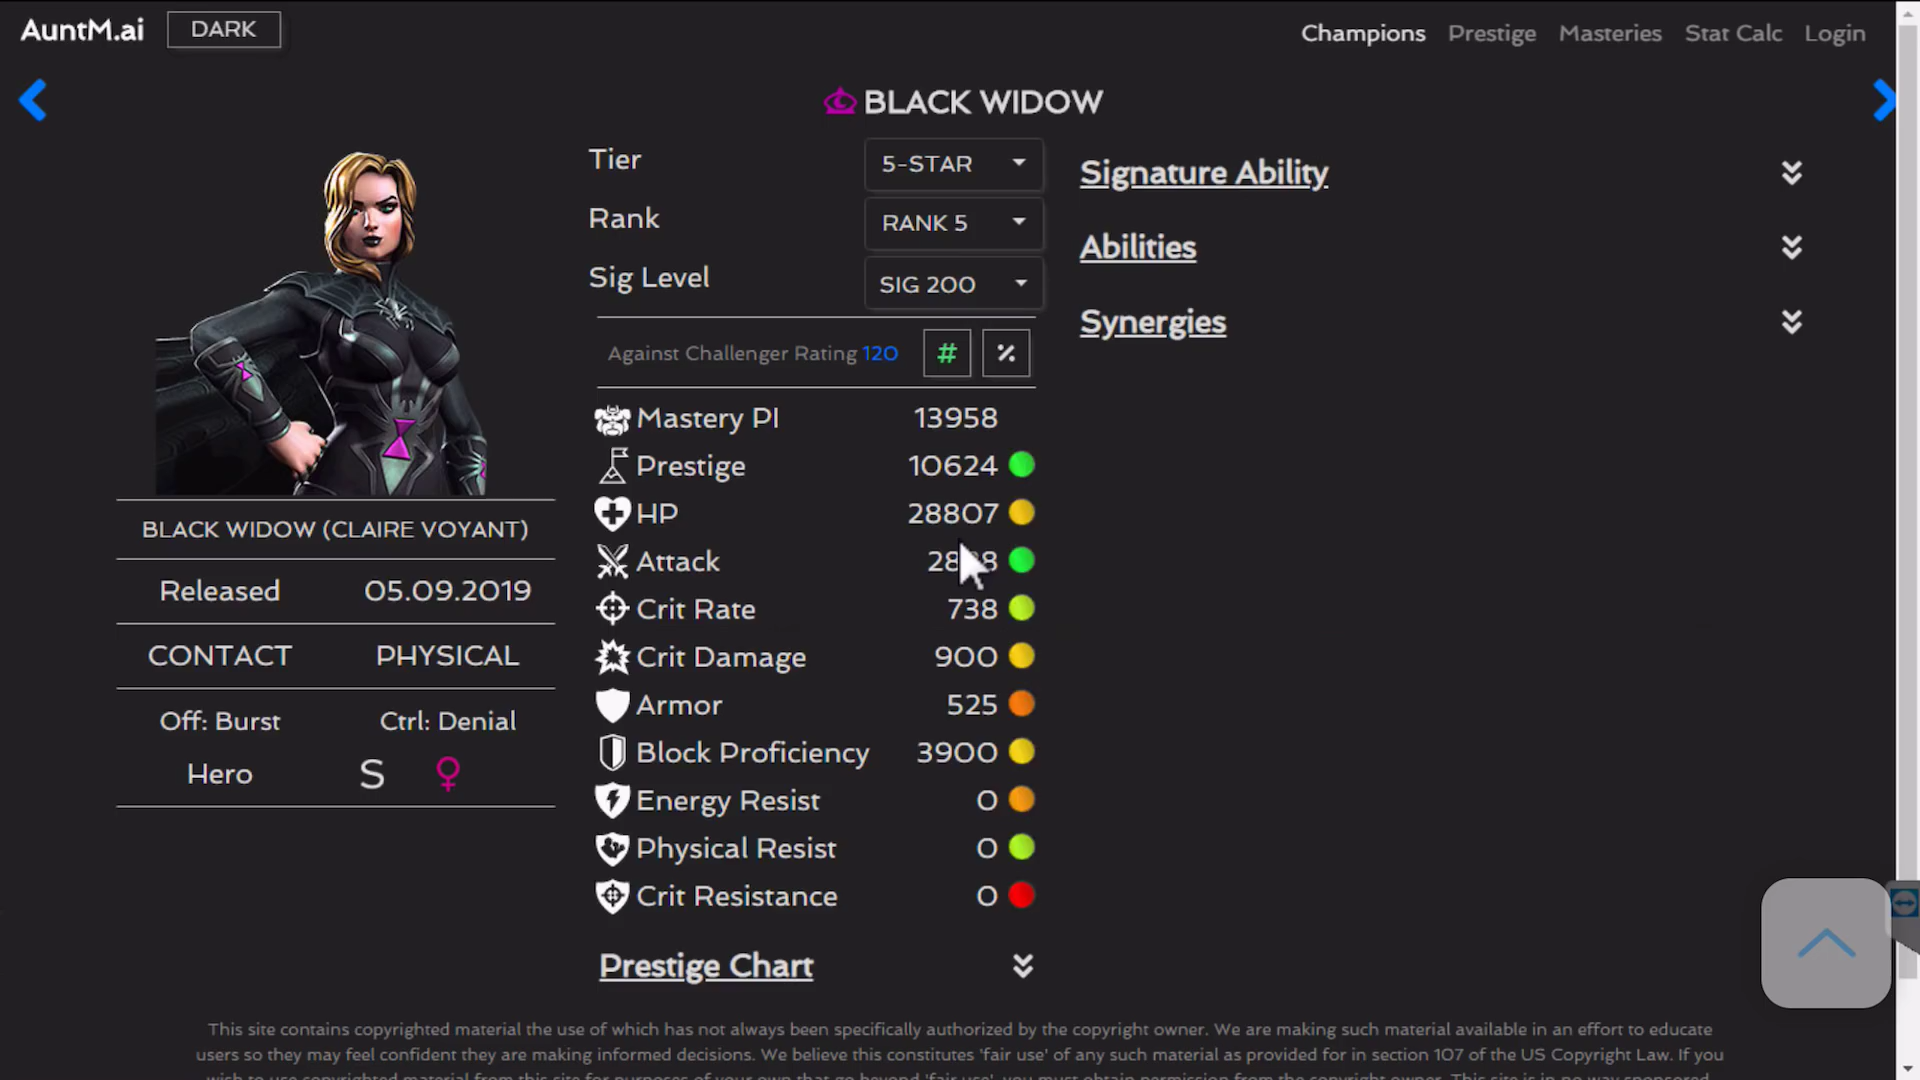 AuntM.ai DARK Champions Prestige Masteries Stat Calc Login
BLACK WIDOW
Tier 5-STAR
Rank RANK 5
Sig Level SIG 200
Against Challenger Rating 120 # %
Mastery PI 13958
Prestige 10624
HP 28807
Attack
Crit Rate 738
Crit Damage 900
Armor 525
Block Proficiency 3900
Energy Resist 0
Physical Resist 0
Crit Resistance 0
Prestige Chart
BLACK WIDOW (CLAIRE VOYANT)
Released 05.09.2019
CONTACT PHYSICAL
Off: Burst Ctrl: Denial
Hero S ♀
Signature Ability
Abilities
Synergies
This site contains copyrighted material the use of which has not always been specifically authorized by the copyright owner. We are making such material available in an effort to educate
users so they may feel confident they are making informed decisions. We believe this constitutes 'fair use' of any such material as provided for in section 107 of the US Copyright Law. If you